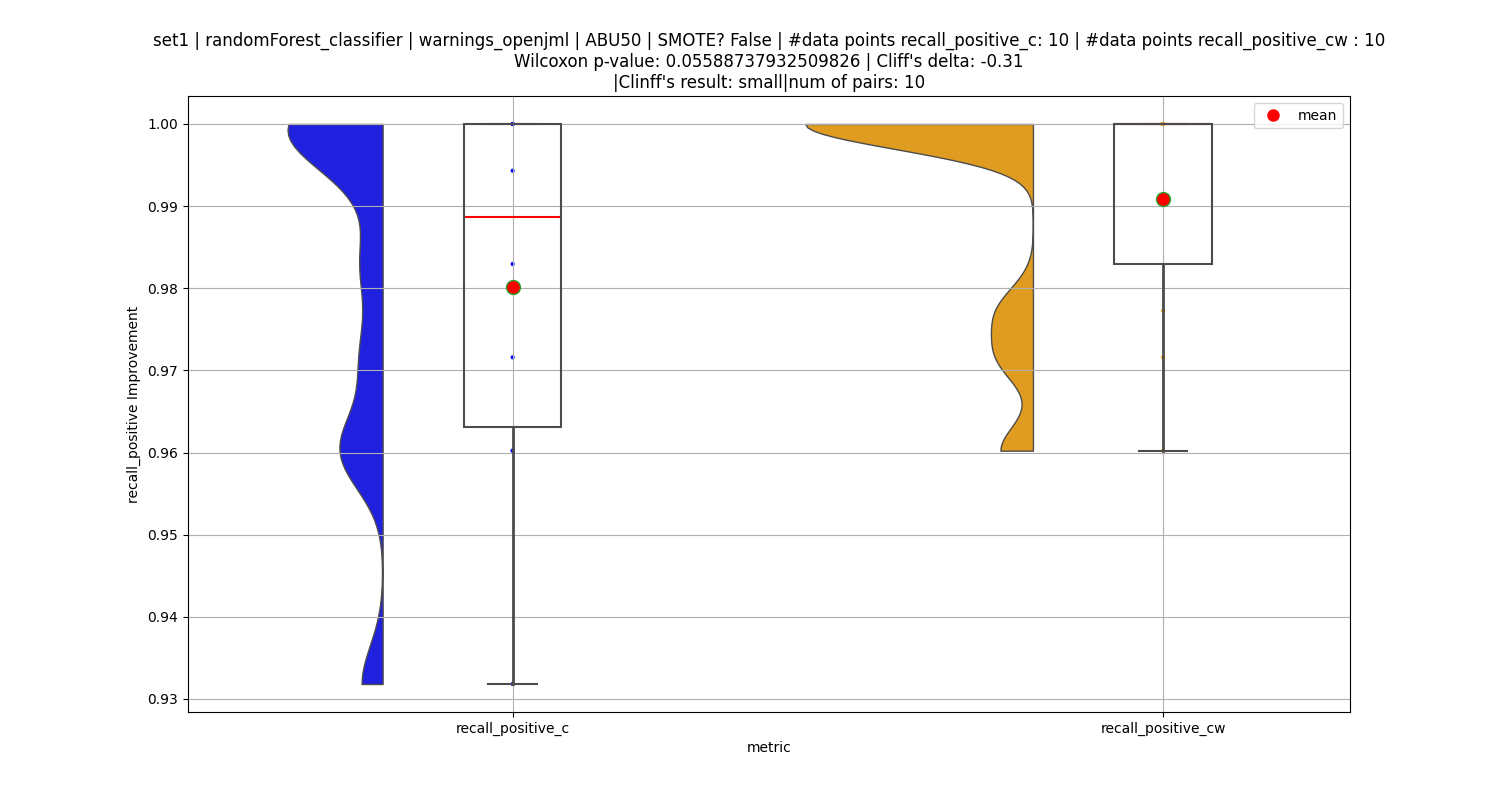 set1 | randomForest_classifier | warnings_openjml | ABU50 | SMOTE? False | #data points recall_positive_c: 10 | #data points recall_positive_cw : 10
Wilcoxon p-value: 0.05588737932509826 | Cliff's delta: -0.31
|Clinff's result: small|num of pairs: 10
mean
1.00
0.99
0.98
0.97
0.96
0.95
0.94
0.93
recall_positive Improvement
recall_positive_c
recall_positive_cw
metric